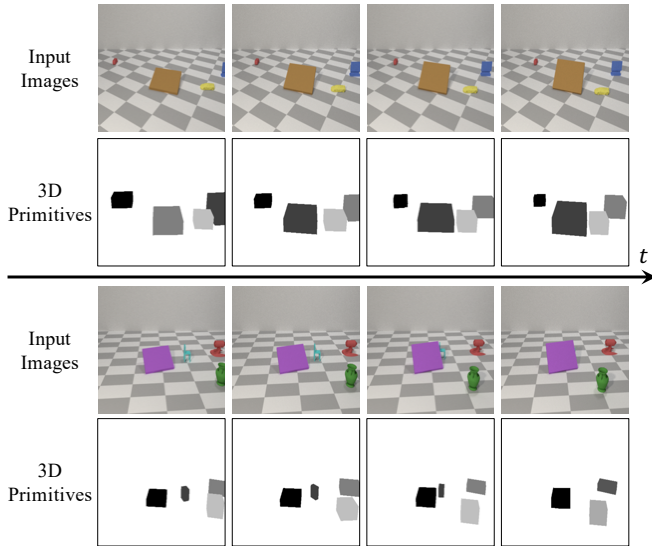 Input
Images
3D
Primitives
t
Input
Images
3D
Primitives